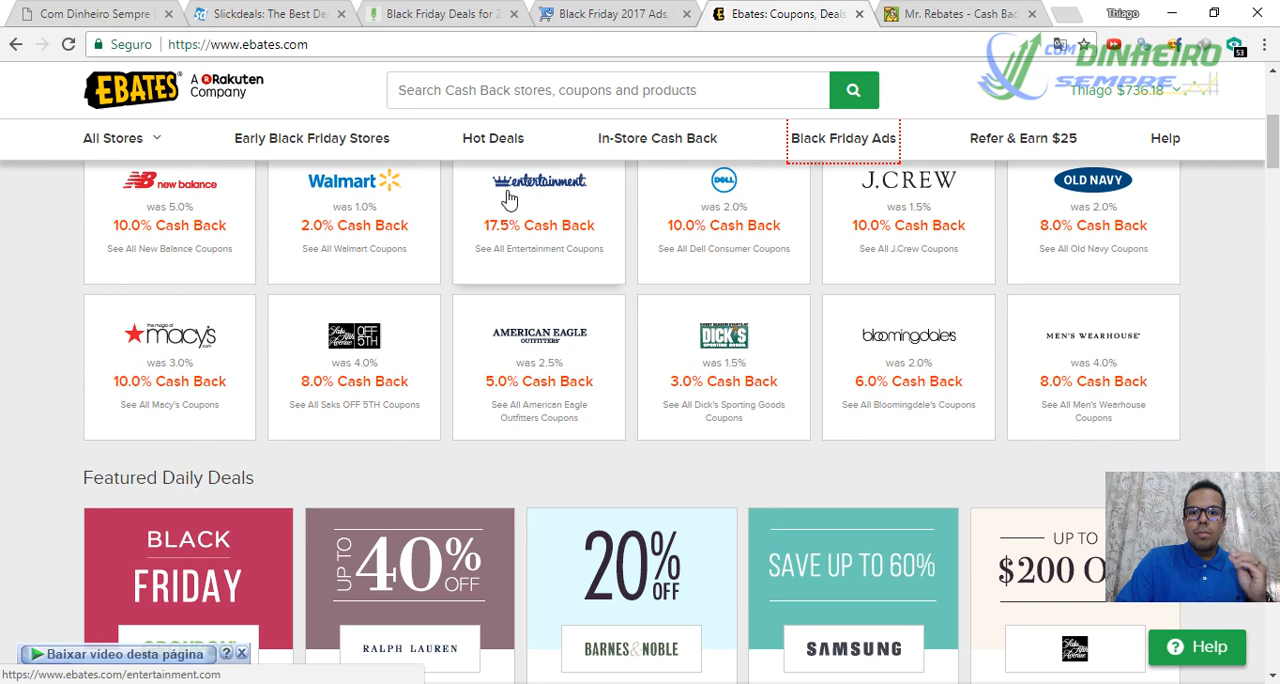 Com Dinheiro Sempre
Slickdeals: The Best De
Black Friday Deals for 2
Black Friday 2017 Ads,
Ebates: Coupons, Deals
Mr. Rebates - Cash Bac
Thiago
Seguro
https://www.ebates.com
53
COM DINHEIRO
SEMPRE
EBATES
A Rakuten
Company
Search Cash Back stores, coupons and products
Thiago $736.18
All Stores
Early Black Friday Stores
Hot Deals
In-Store Cash Back
Black Friday Ads
Refer & Earn $25
Help
new balance
was 5.0%
10.0% Cash Back
See All New Balance Coupons
Walmart
was 1.0%
2.0% Cash Back
See All Walmart Coupons
entertainment.
17.5% Cash Back
See All Entertainment Coupons
DELL
was 2.0%
10.0% Cash Back
See All Dell Consumer Coupons
J.CREW
was 1.5%
10.0% Cash Back
See All J.Crew Coupons
OLD NAVY
was 2.0%
8.0% Cash Back
See All Old Navy Coupons
the magic of
macy's
.com
was 3.0%
10.0% Cash Back
See All Macy's Coupons
Saks
Fifth
Avenue
OFF
5TH
was 4.0%
8.0% Cash Back
See All Saks OFF 5TH Coupons
AMERICAN EAGLE
OUTFITTERS
was 2.5%
5.0% Cash Back
See All American Eagle
Outfitters Coupons
DICK'S
SPORTING GOODS
was 1.5%
3.0% Cash Back
See All Dick's Sporting Goods
Coupons
bloomingdales
was 2.0%
6.0% Cash Back
See All Bloomingdale's Coupons
MEN'S WEARHOUSE
was 4.0%
8.0% Cash Back
See All Men's Wearhouse
Coupons
Featured Daily Deals
BLACK
FRIDAY
UP TO
40%
OFF
RALPH LAUREN
20%
OFF
BARNES&NOBLE
SAVE UP TO 60%
SAMSUNG
UP TO
$200 O
Help
Baixar vídeo desta página
https://www.ebates.com/entertainment.com